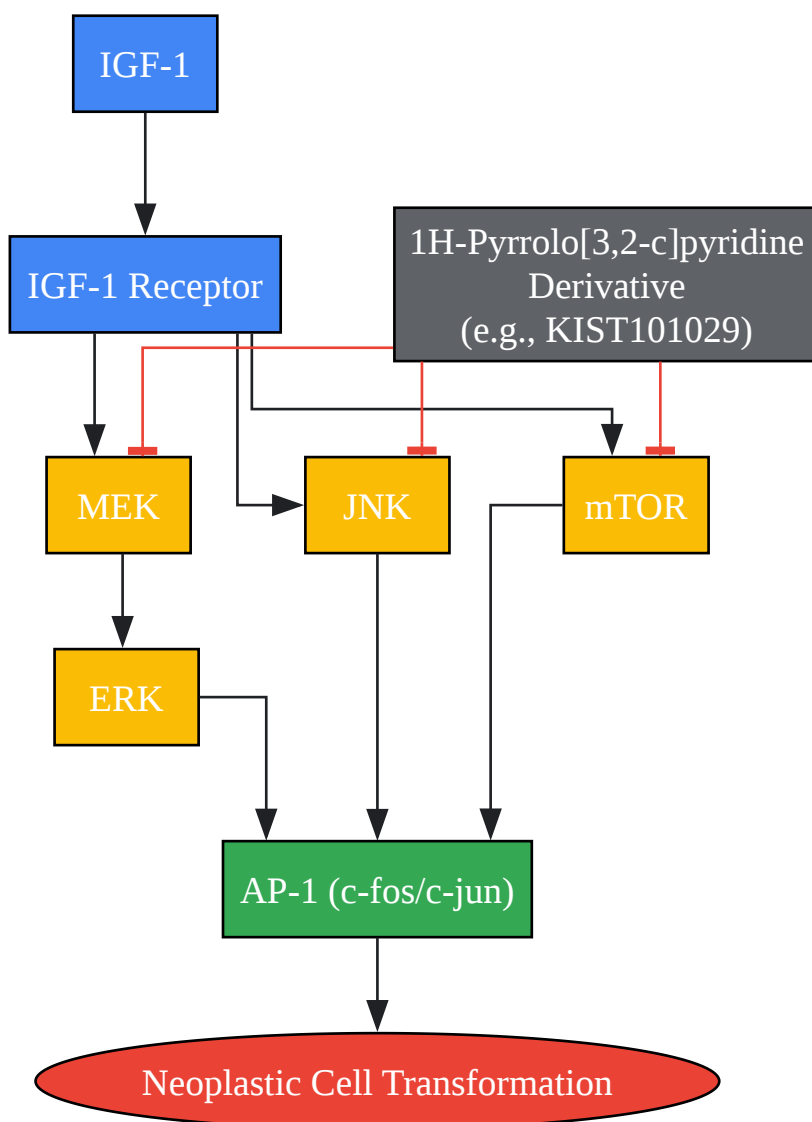 IGF-1
IGF-1 Receptor
1H-Pyrrolo[3,2-c]pyridine
Derivative
(e.g., KIST101029)
MEK
JNK
mTOR
ERK
AP-1 (c-fos/c-jun)
Neoplastic Cell Transformation